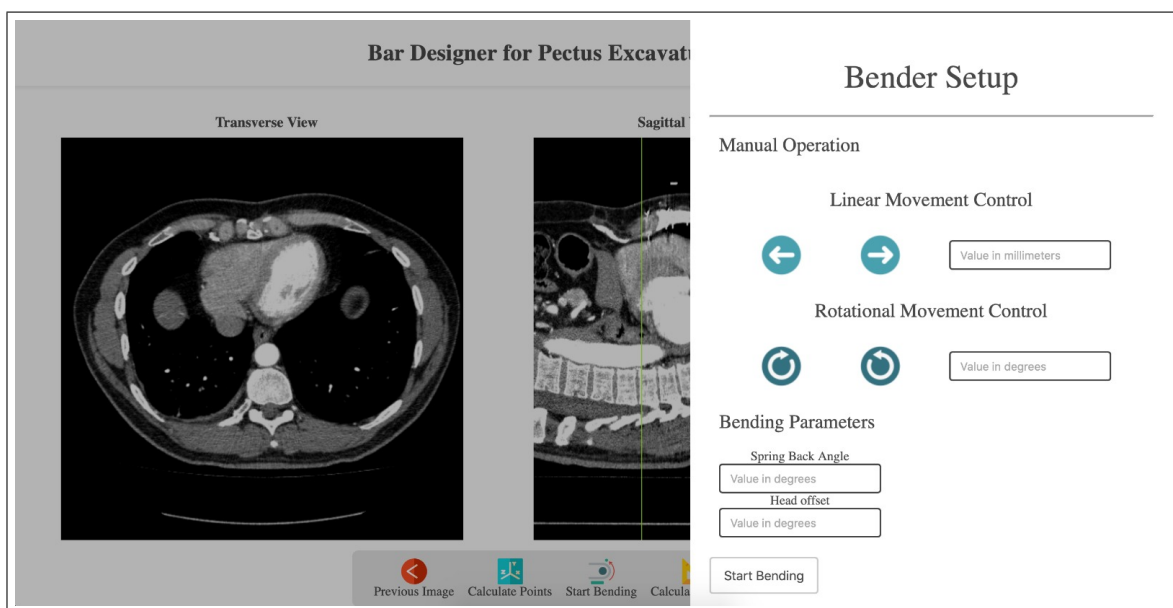 Bar Designer for Pectus Excavatu
Transverse View
Sagittal
Previous Image
Calculate Points
Start Bending
Calcula
Bender Setup
Manual Operation
Linear Movement Control
Value in millimeters
Rotational Movement Control
Value in degrees
Bending Parameters
Spring Back Angle
Value in degrees
Head offset
Value in degrees
Start Bending